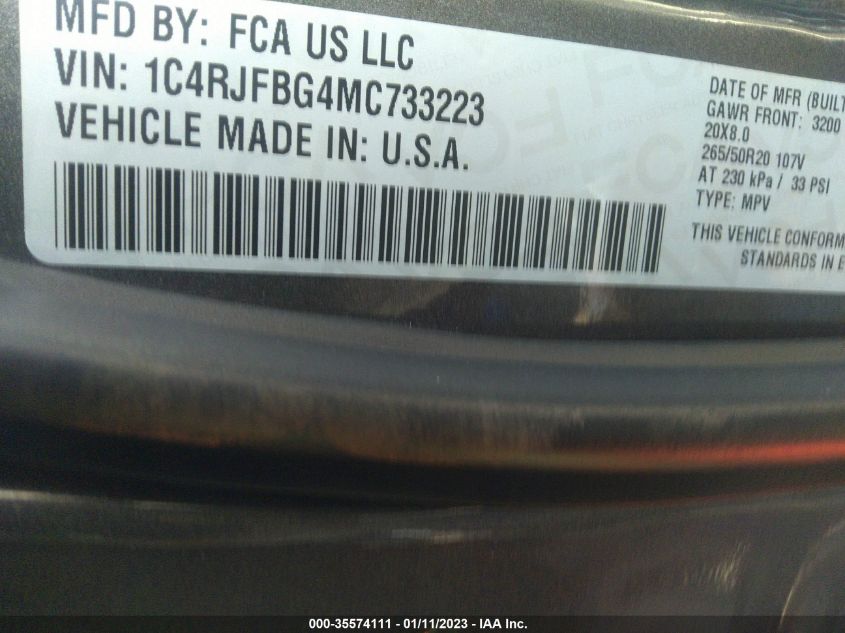 MFD BY: FCA US LLC
VIN: 1C4RJFBG4MC733223
VEHICLE MADE IN: U.S.A.
DATE OF MFR (BUILT
GAWR FRONT: 3200
20X8.0
265/50R20 107V
AT 230 kPa / 33 PSI
TYPE: MPV
THIS VEHICLE CONFORM
STANDARDS IN E
000-35574111 - 01/11/2023 - IAA Inc.